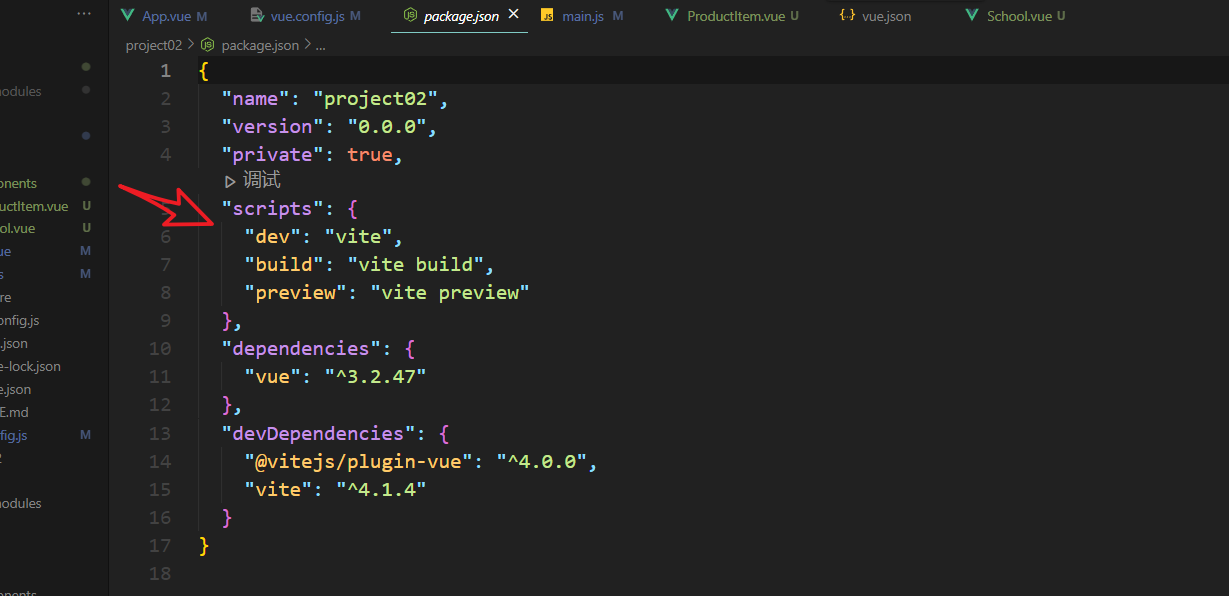 ··· App.vue M vue.config.js M package.json × main.js M ProductItem.vue U {..} vue.json School.vue U
project02 > package.json > ...
1 {
2 "name": "project02",
3 "version": "0.0.0",
4 "private": true,
调试
"scripts": {
6 "dev": "vite",
7 "build": "vite build",
8 "preview": "vite preview"
9 },
10 "dependencies": {
11 "vue": "^3.2.47"
12 },
13 "devDependencies": {
14 "@vitejs/plugin-vue": "^4.0.0",
15 "vite": "^4.1.4"
16 }
17 }
18
odules
onents
uctItem.vue U
ol.vue U
ue M
s M
re
onfig.js
.json
e-lock.json
e.json
E.md
fig.js M
odules
onents